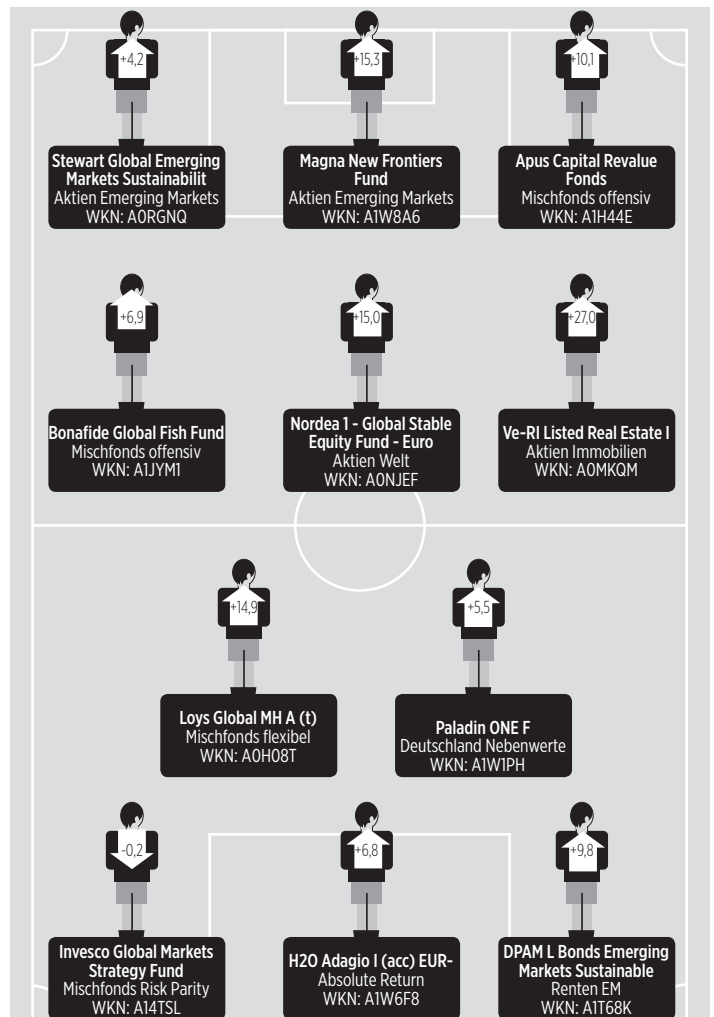 +4,2
Stewart Global Emerging
Markets Sustainabilit
Aktien Emerging Markets
WKN: A0RGNQ
+15,3
Magna New Frontiers
Fund
Aktien Emerging Markets
WKN: A1W8A6
+10,1
Apus Capital Revalue
Fonds
Mischfonds offensiv
WKN: A1H44E
+6,9
Bonafide Global Fish Fund
Mischfonds offensiv
WKN: A1JYM1
+15,0
Nordea 1 - Global Stable
Equity Fund - Euro
Aktien Welt
WKN: A0NJEF
+27,0
Ve-RI Listed Real Estate I
Aktien Immobilien
WKN: A0MKQM
+14,9
Loys Global MH A (t)
Mischfonds flexibel
WKN: A0H08T
+5,5
Paladin ONE F
Deutschland Nebenwerte
WKN: A1W1PH
-0,2
Invesco Global Markets
Strategy Fund
Mischfonds Risk Parity
WKN: A14TSL
+6,8
H2O Adagio I (acc) EUR-
Absolute Return
WKN: A1W6F8
+9,8
DPAM L Bonds Emerging
Markets Sustainable
Renten EM
WKN: A1T68K